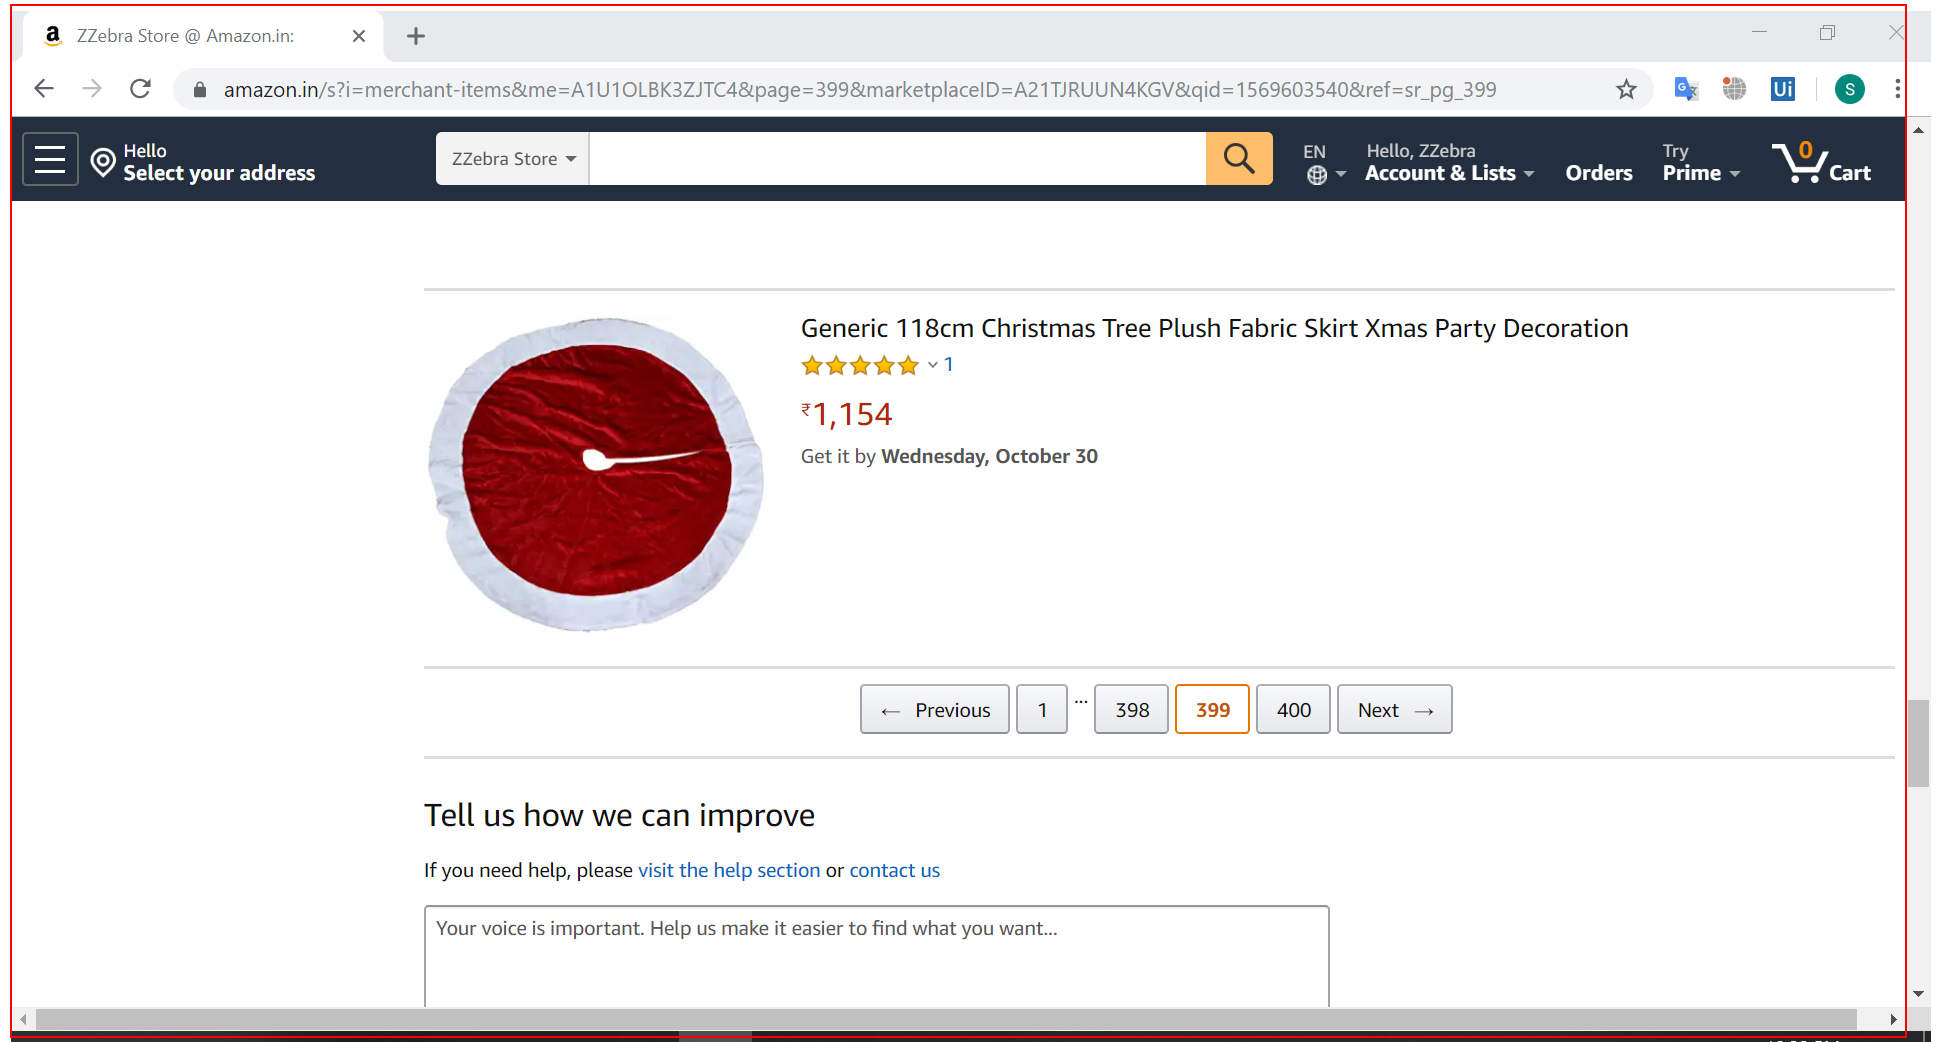 ZZebra Store @ Amazon.in:
amazon.in/s?i=merchant-items&me=A1U1OLBK3ZJTC4&page=399&marketplaceID=A21TJRUUN4KGV&qid=1569603540&ref=sr_pg_399
Ui
S
Hello
Select your address
ZZebra Store
EN
Hello, ZZebra
Account & Lists
Orders
Try
Prime
0
Cart
Generic 118cm Christmas Tree Plush Fabric Skirt Xmas Party Decoration
1
₹1,154
Get it by Wednesday, October 30
← Previous 1 ... 398 399 400 Next →
Tell us how we can improve
If you need help, please visit the help section or contact us
Your voice is important. Help us make it easier to find what you want...